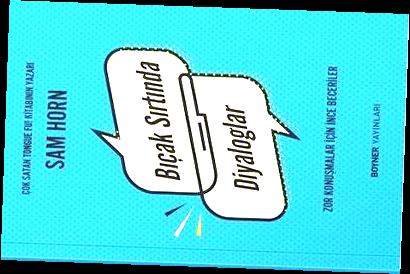 ÇOK SATAN TONGUE FU! KİTABININ YAZARI
SAM HORN
Bıçak Sırtında
Diyaloglar
ZOR KONUŞMALAR İÇİN İNCE BECERİLER
BOYNER YAYINLARI